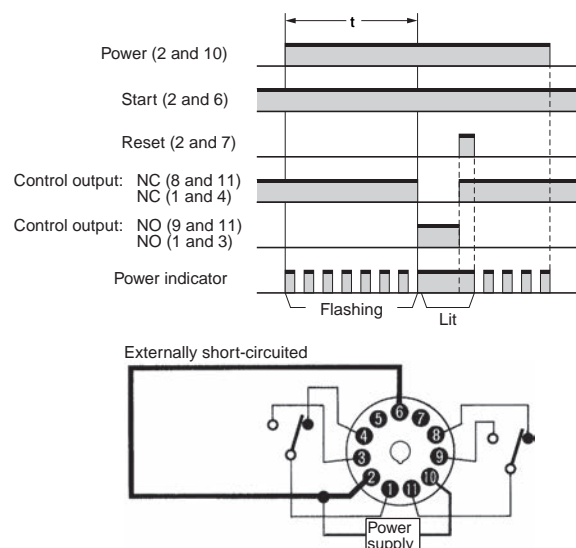 t
Power (2 and 10)
Start (2 and 6)
Reset (2 and 7)
Control output: NC (8 and 11)
NC (1 and 4)
Control output: NO (9 and 11)
NO (1 and 3)
Power indicator
Flashing
Lit
Externally short-circuited
6
5
7
4
8
3
9
2
10
1
11
Power
supply